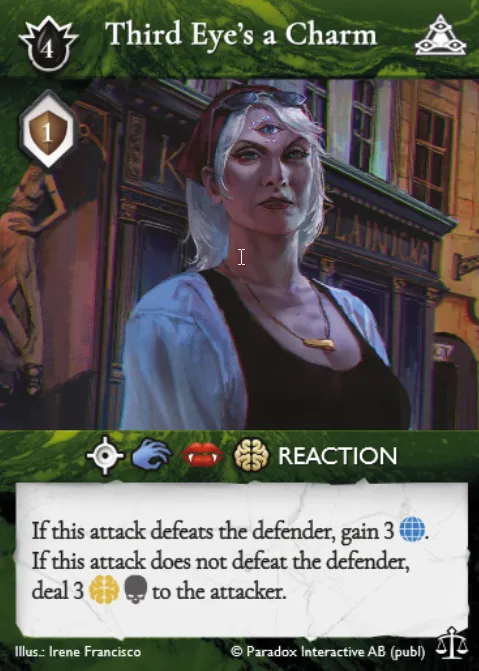 4
Third Eye's a Charm
1
REACTION
If this attack defeats the defender, gain 3 .
If this attack does not defeat the defender,
deal 3 to the attacker.
Illus.: Irene Francisco © Paradox Interactive AB (publ)